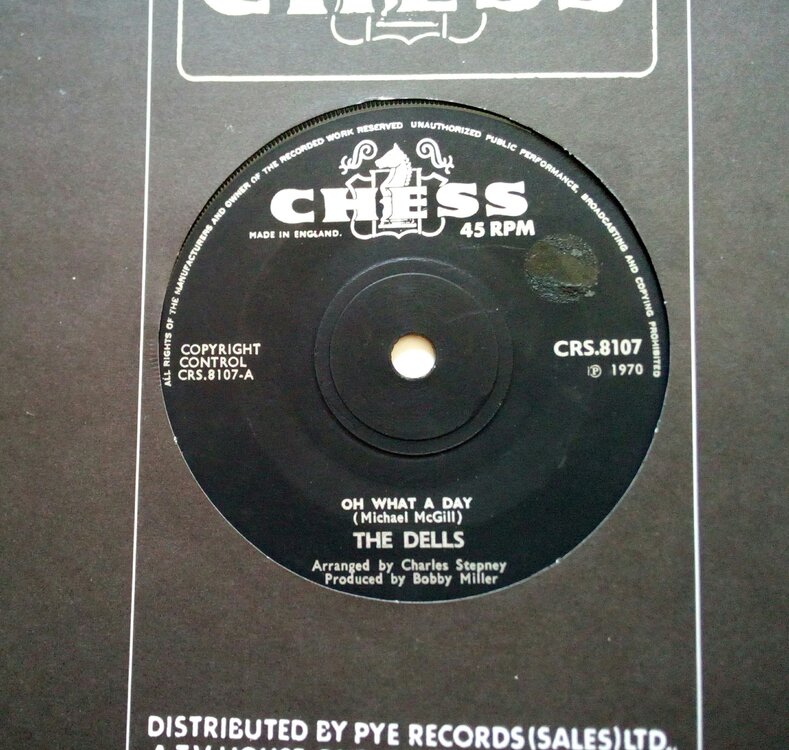 CHESS
ALL RIGHTS OF THE MANUFACTURERS AND OWNER OF THE RECORDED WORK RESERVED UNAUTHORIZED PUBLIC PERFORMANCE, BROADCASTING AND COPYING PROHIBITED
CHESS
MADE IN ENGLAND.
45 RPM
COPYRIGHT
CONTROL
CRS.8107-A
CRS.8107
Ⓟ 1970
OH WHAT A DAY
(Michael McGill)
THE DELLS
Arranged by Charles Stepney
Produced by Bobby Miller
DISTRIBUTED BY PYE RECORDS (SALES) LTD.,